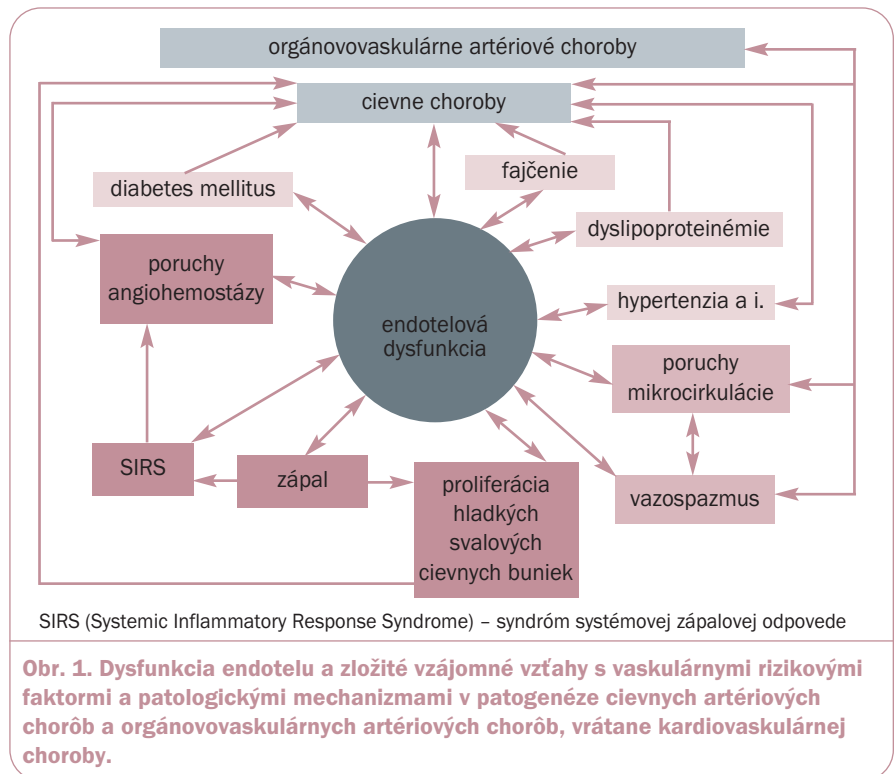 orgánovovaskulárne artériové choroby
cievne choroby
fajčenie
diabetes mellitus
dyslipoproteinémie
poruchy
angiohemostázy
hypertenzia a i.
endotelová
dysfunkcia
poruchy
mikrocirkulácie
SIRS
zápal
proliferácia
hladkých
svalových
cievnych buniek
vazospazmus
SIRS (Systemic Inflammatory Response Syndrome) – syndróm systémovej zápalovej odpovede
Obr. 1. Dysfunkcia endotelu a zložité vzájomné vzťahy s vaskulárnymi rizikovými
faktormi a patologickými mechanizmami v patogenéze cievnych artériových
chorôb a orgánovovaskulárnych artériových chorôb, vrátane kardiovaskulárnej
choroby.